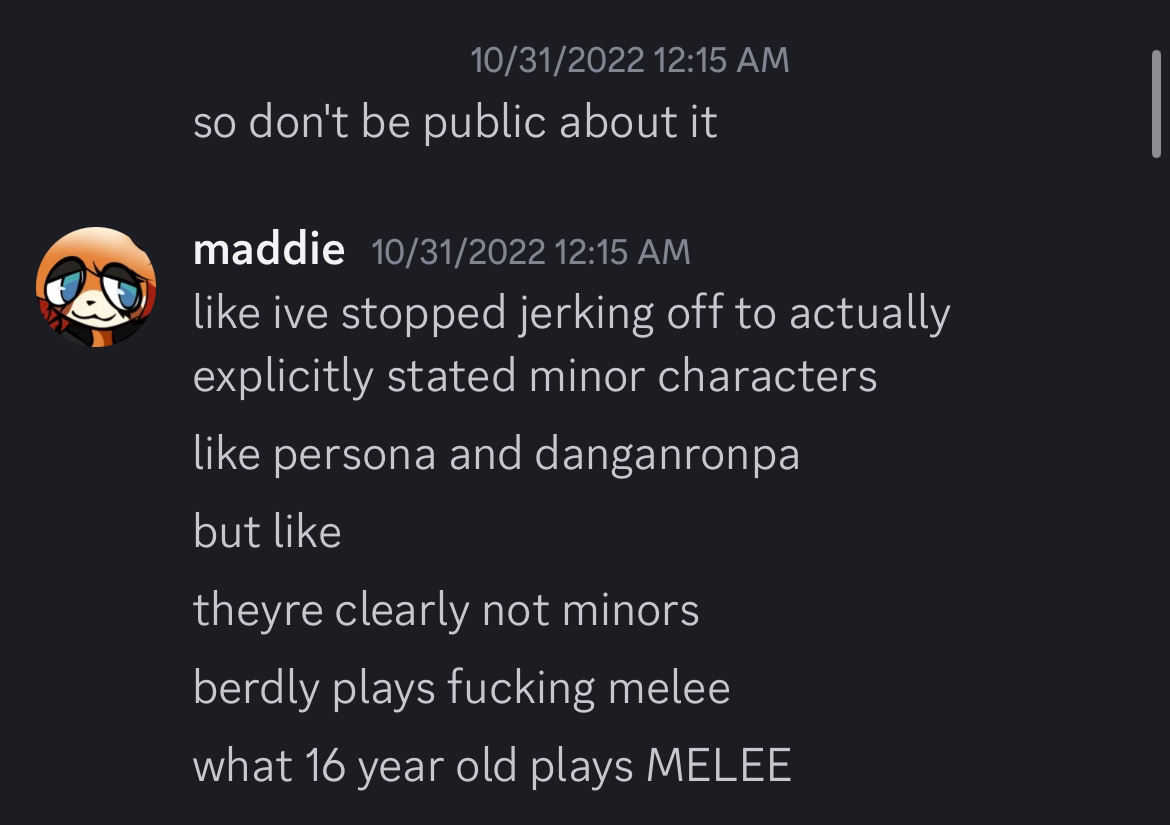 10/31/2022 12:15 AM
so don't be public about it
maddie 10/31/2022 12:15 AM
like ive stopped jerking off to actually
explicitly stated minor characters
like persona and danganronpa
but like
theyre clearly not minors
berdly plays fucking melee
what 16 year old plays MELEE